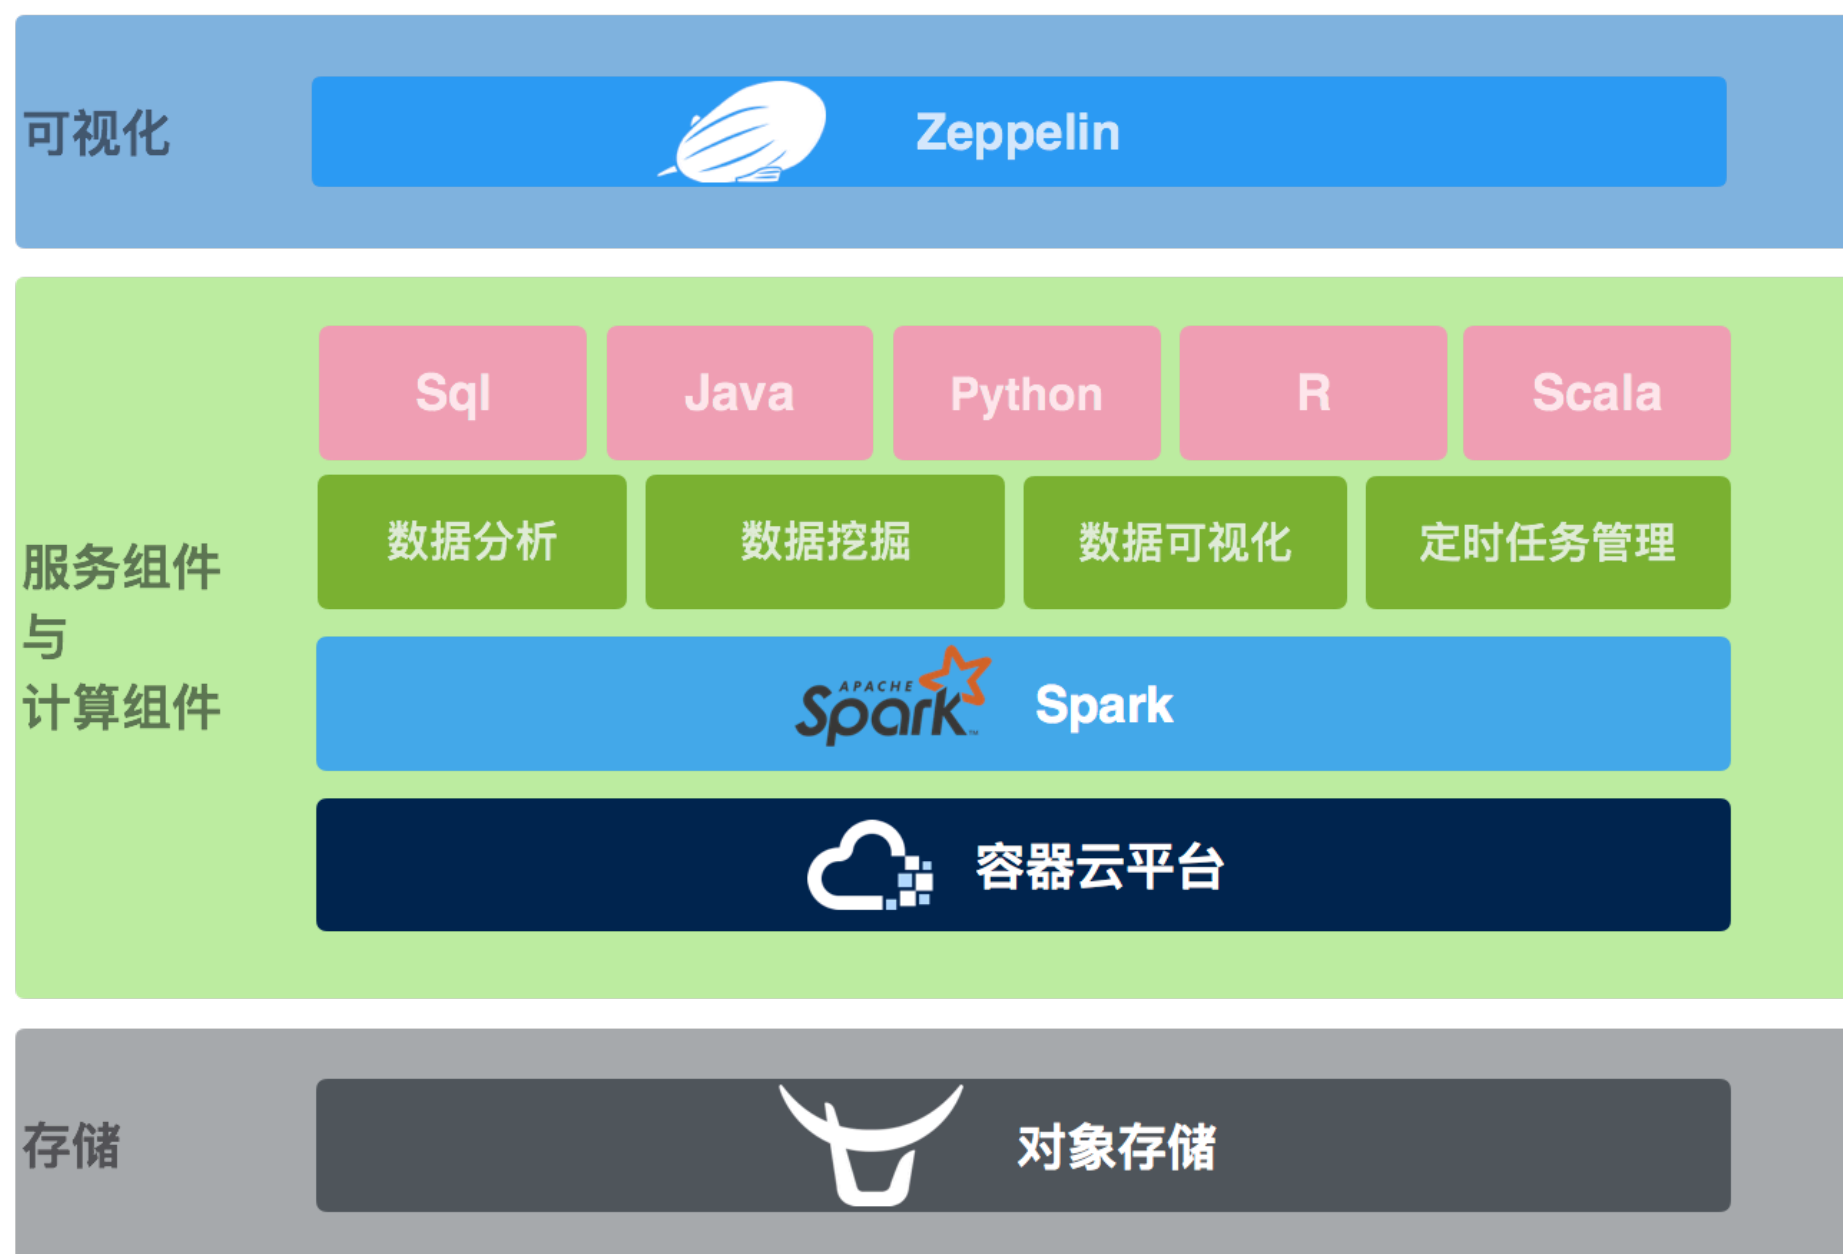 可视化
Zeppelin
Sql
Java
Python
R
Scala
数据分析
数据挖掘
数据可视化
定时任务管理
服务组件
与
计算组件
APACHE
Spark
TM
Spark
容器云平台
存储
对象存储